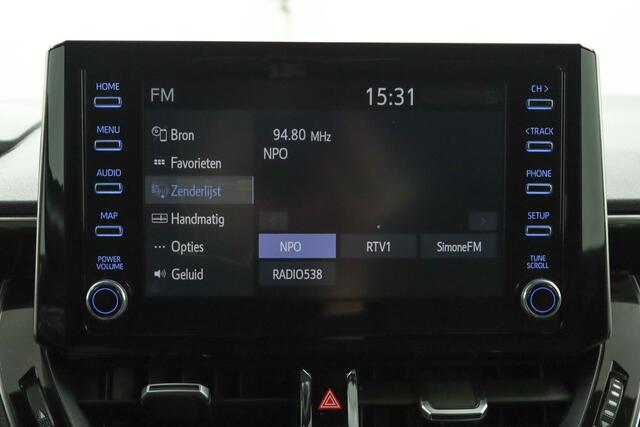 HOME
MENU
AUDIO
MAP
POWER
VOLUME
FM
15:31
Bron
Favorieten
Zenderlijst
Handmatig
Opties
Geluid
94.80 MHz
NPO
NPO
RTV1
SimoneFM
RADIO538
CH >
<TRACK
PHONE
SETUP
TUNE
SCROLL